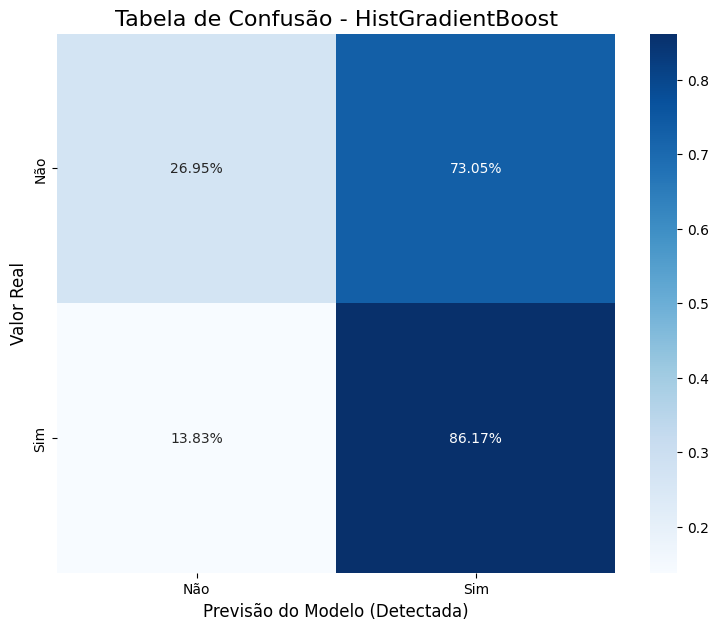 Tabela de Confusão - HistGradientBoost
Valor Real
Não
26.95%
73.05%
Sim
13.83%
86.17%
Não
Sim
Previsão do Modelo (Detectada)
0.8
0.7
0.6
0.5
0.4
0.3
0.2